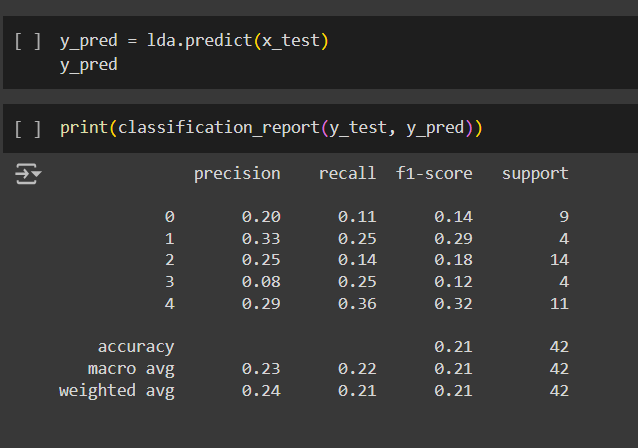 [ ] y_pred = lda.predict(x_test)
y_pred
[ ] print(classification_report(y_test, y_pred))
precision recall f1-score support
0 0.20 0.11 0.14 9
1 0.33 0.25 0.29 4
2 0.25 0.14 0.18 14
3 0.08 0.25 0.12 4
4 0.29 0.36 0.32 11
accuracy 0.21 42
macro avg 0.23 0.22 0.21 42
weighted avg 0.24 0.21 0.21 42